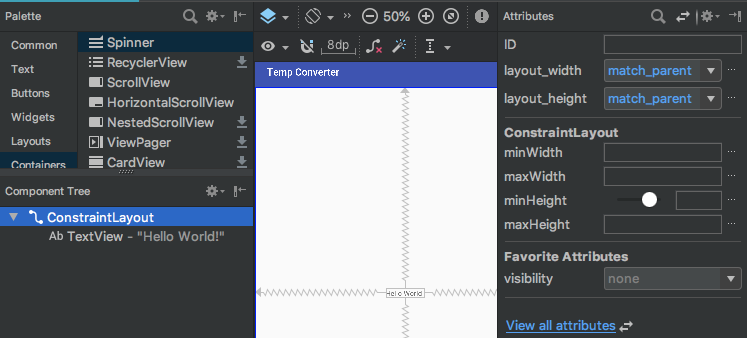 Palette
Common
Text
Buttons
Widgets
Layouts
Containers
Spinner
RecyclerView
ScrollView
HorizontalScrollView
NestedScrollView
ViewPager
CardView
Component Tree
ConstraintLayout
Ab TextView - "Hello World!"
>> 50%
8dp
Temp Converter
Hello World
Attributes
ID
layout_width match_parent
layout_height match_parent
ConstraintLayout
minWidth
maxWidth
minHeight
maxHeight
Favorite Attributes
visibility none
View all attributes